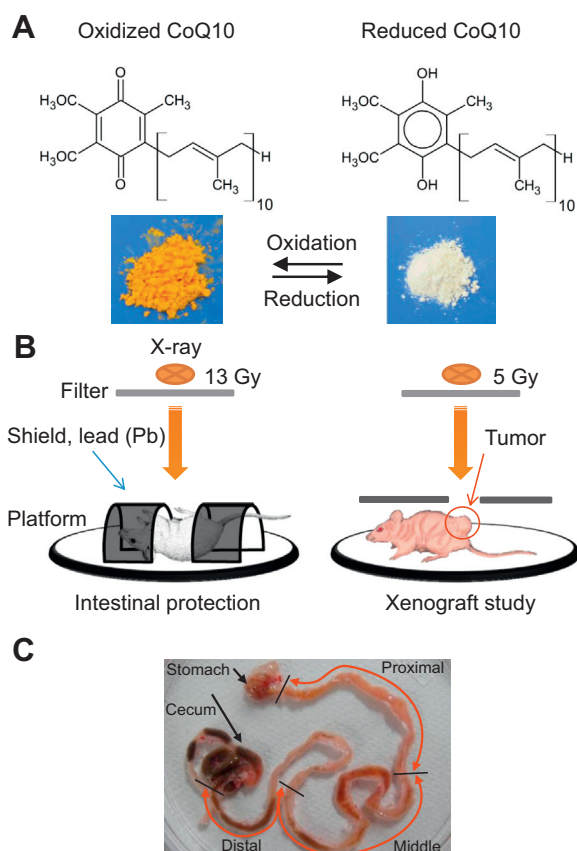 A
Oxidized CoQ10
Reduced CoQ10
O
H₃CO
CH₃
H₃CO
O
CH₃
H
10
OH
H₃CO
CH₃
H₃CO
OH
CH₃
H
10
Oxidation
Reduction
B
X-ray
13 Gy
Filter
Shield, lead (Pb)
Platform
Intestinal protection
5 Gy
Tumor
Xenograft study
C
Stomach
Proximal
Cecum
Distal
Middle